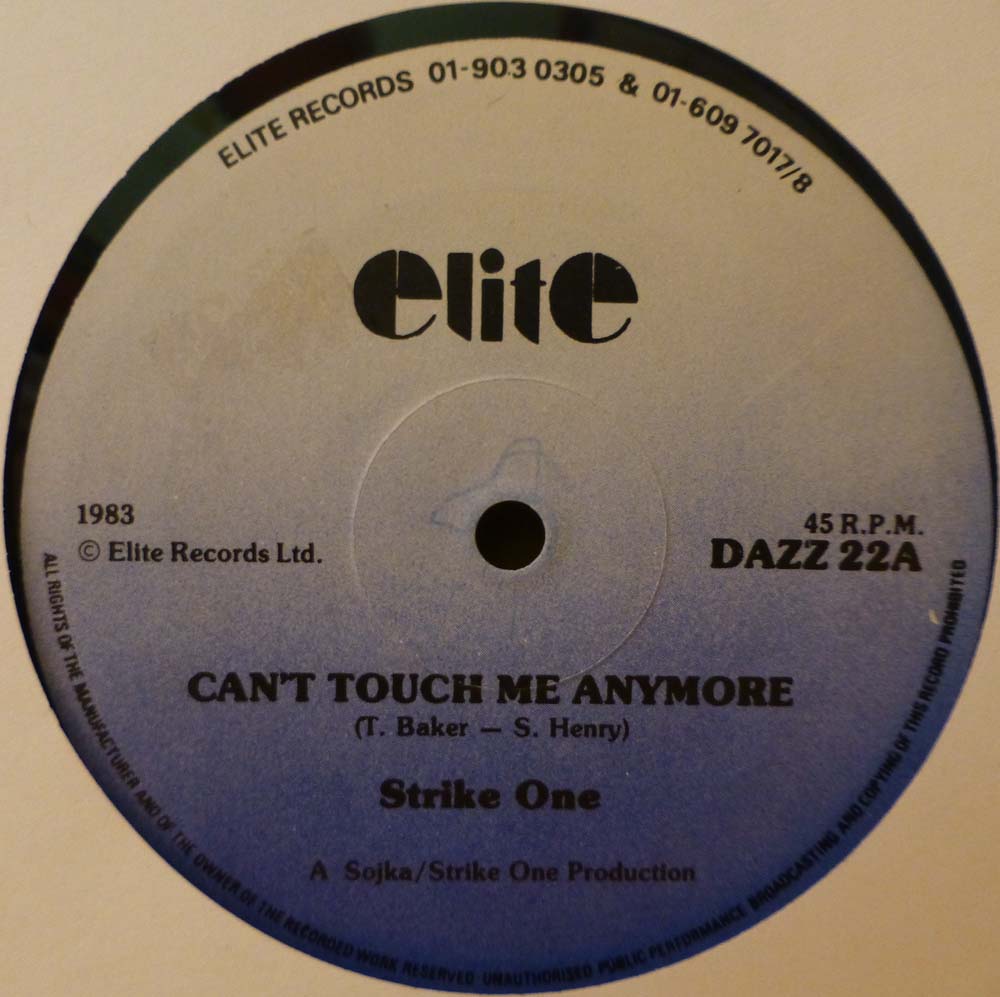 ELITE RECORDS 01-903 0305 & 01-609 7017/8
elite
1983
© Elite Records Ltd.
45 R.P.M.
DAZZ 22A
CAN'T TOUCH ME ANYMORE
(T. Baker — S. Henry)
Strike One
A Sojka/Strike One Production
ALL RIGHTS OF THE MANUFACTURER AND OF THE OWNER OF THE RECORDED WORK RESERVED UNAUTHORISED PUBLIC PERFORMANCE BROADCASTING AND COPYING OF THIS RECORD PROHIBITED